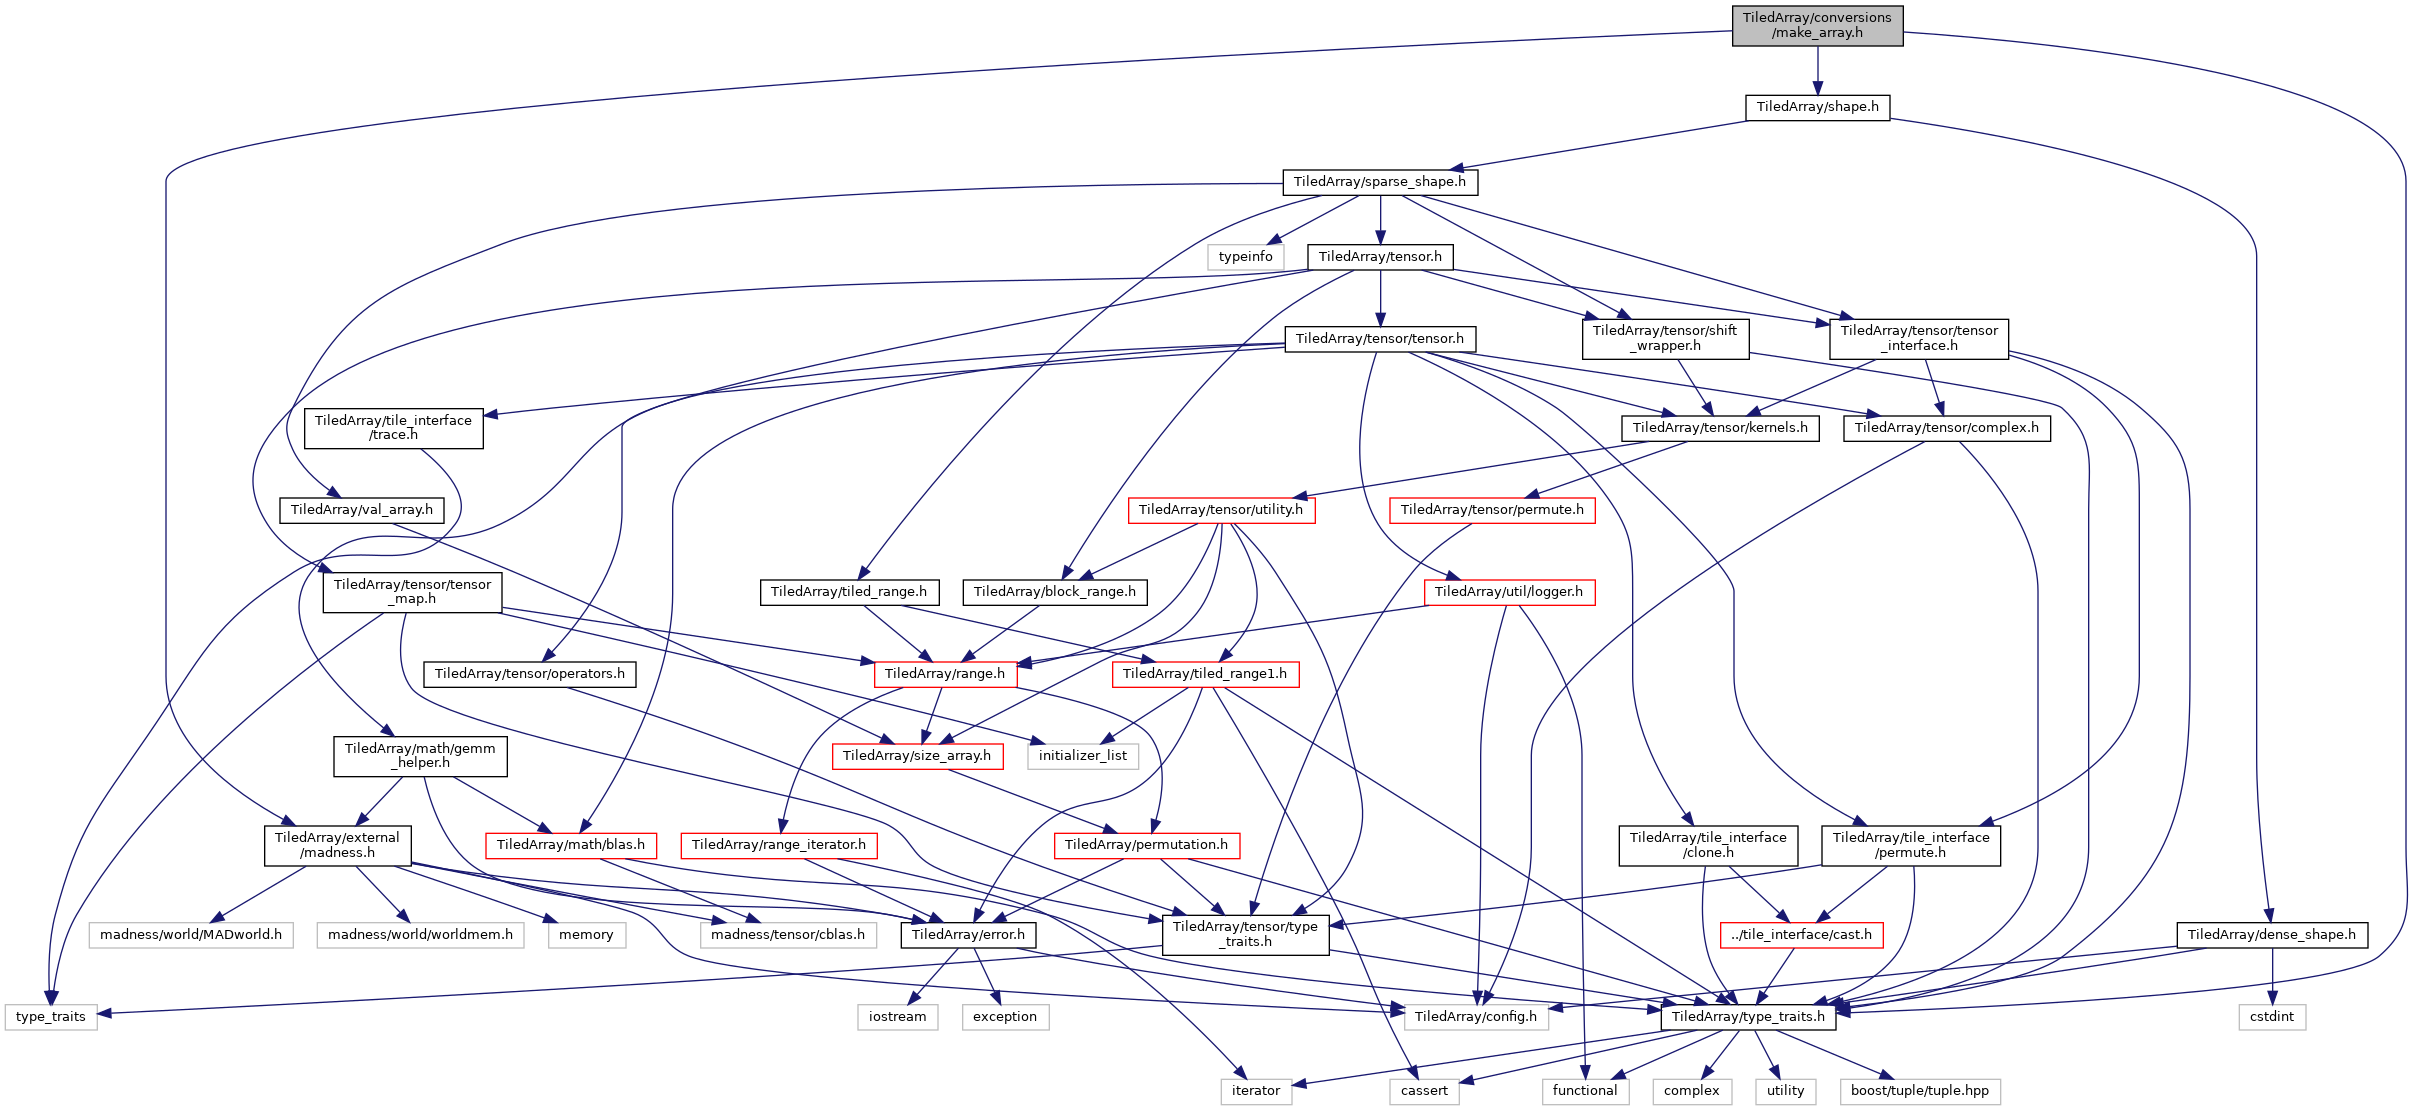 TiledArray/conversions
/make_array.h
TiledArray/shape.h
TiledArray/sparse_shape.h
typeinfo
TiledArray/tensor.h
TiledArray/tensor/tensor.h
TiledArray/tensor/shift
_wrapper.h
TiledArray/tensor/tensor
_interface.h
TiledArray/tile_interface
/trace.h
TiledArray/tensor/kernels.h
TiledArray/tensor/complex.h
TiledArray/val_array.h
TiledArray/tensor/utility.h
TiledArray/tensor/permute.h
TiledArray/tensor/tensor
_map.h
TiledArray/tiled_range.h
TiledArray/block_range.h
TiledArray/util/logger.h
TiledArray/tensor/operators.h
TiledArray/range.h
TiledArray/tiled_range1.h
TiledArray/math/gemm
_helper.h
TiledArray/size_array.h
initializer_list
TiledArray/external
/madness.h
TiledArray/math/blas.h
TiledArray/range_iterator.h
TiledArray/permutation.h
TiledArray/tile_interface
/clone.h
TiledArray/tile_interface
/permute.h
madness/world/MADworld.h
madness/world/worldmem.h
memory
madness/tensor/cblas.h
TiledArray/error.h
TiledArray/tensor/type
_traits.h
../tile_interface/cast.h
TiledArray/dense_shape.h
type_traits
iostream
exception
TiledArray/config.h
TiledArray/type_traits.h
cstdint
iterator
cassert
functional
complex
utility
boost/tuple/tuple.hpp